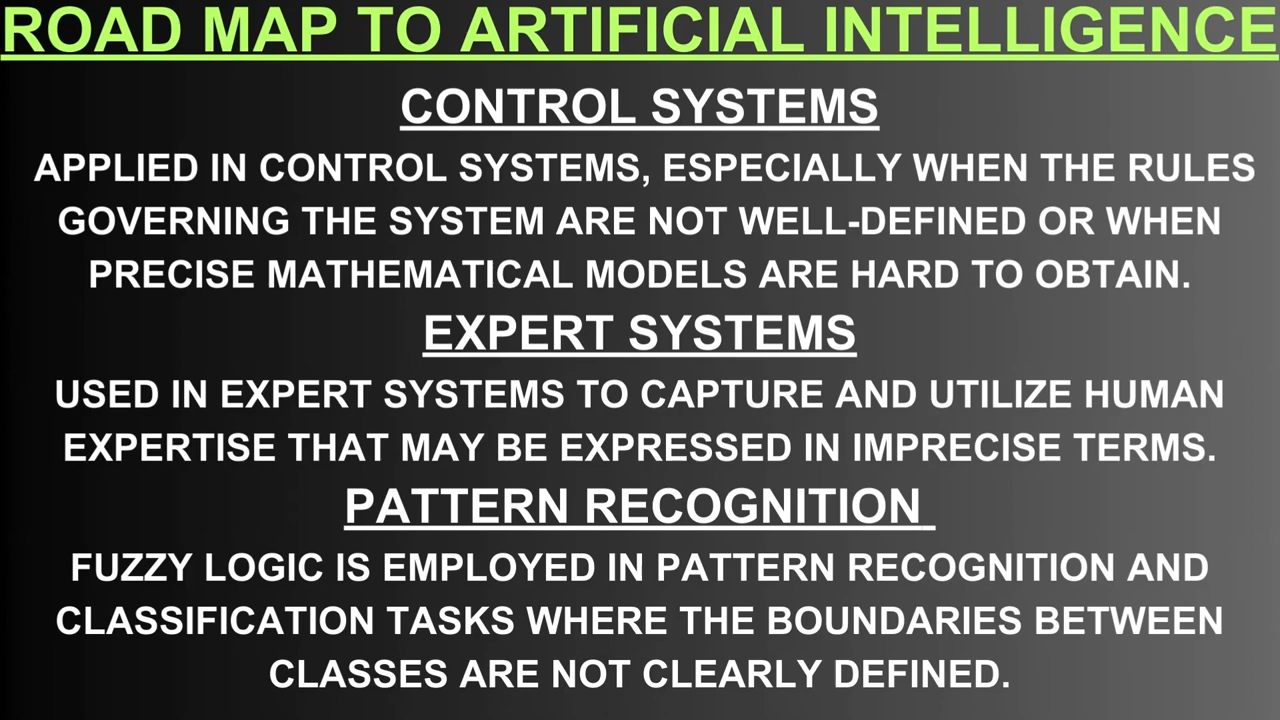 ROAD MAP TO ARTIFICIAL INTELLIGENCE
CONTROL SYSTEMS
APPLIED IN CONTROL SYSTEMS, ESPECIALLY WHEN THE RULES
GOVERNING THE SYSTEM ARE NOT WELL-DEFINED OR WHEN
PRECISE MATHEMATICAL MODELS ARE HARD TO OBTAIN.
EXPERT SYSTEMS
USED IN EXPERT SYSTEMS TO CAPTURE AND UTILIZE HUMAN
EXPERTISE THAT MAY BE EXPRESSED IN IMPRECISE TERMS.
PATTERN RECOGNITION
FUZZY LOGIC IS EMPLOYED IN PATTERN RECOGNITION AND
CLASSIFICATION TASKS WHERE THE BOUNDARIES BETWEEN
CLASSES ARE NOT CLEARLY DEFINED.